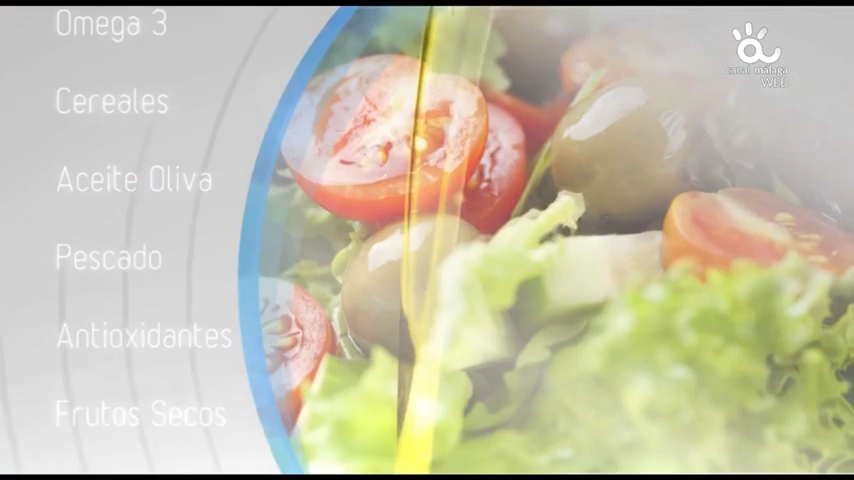 Omega 3
Cereales
Aceite Oliva
Pescado
Antioxidantes
Frutos Secos
canal malaga
WEB